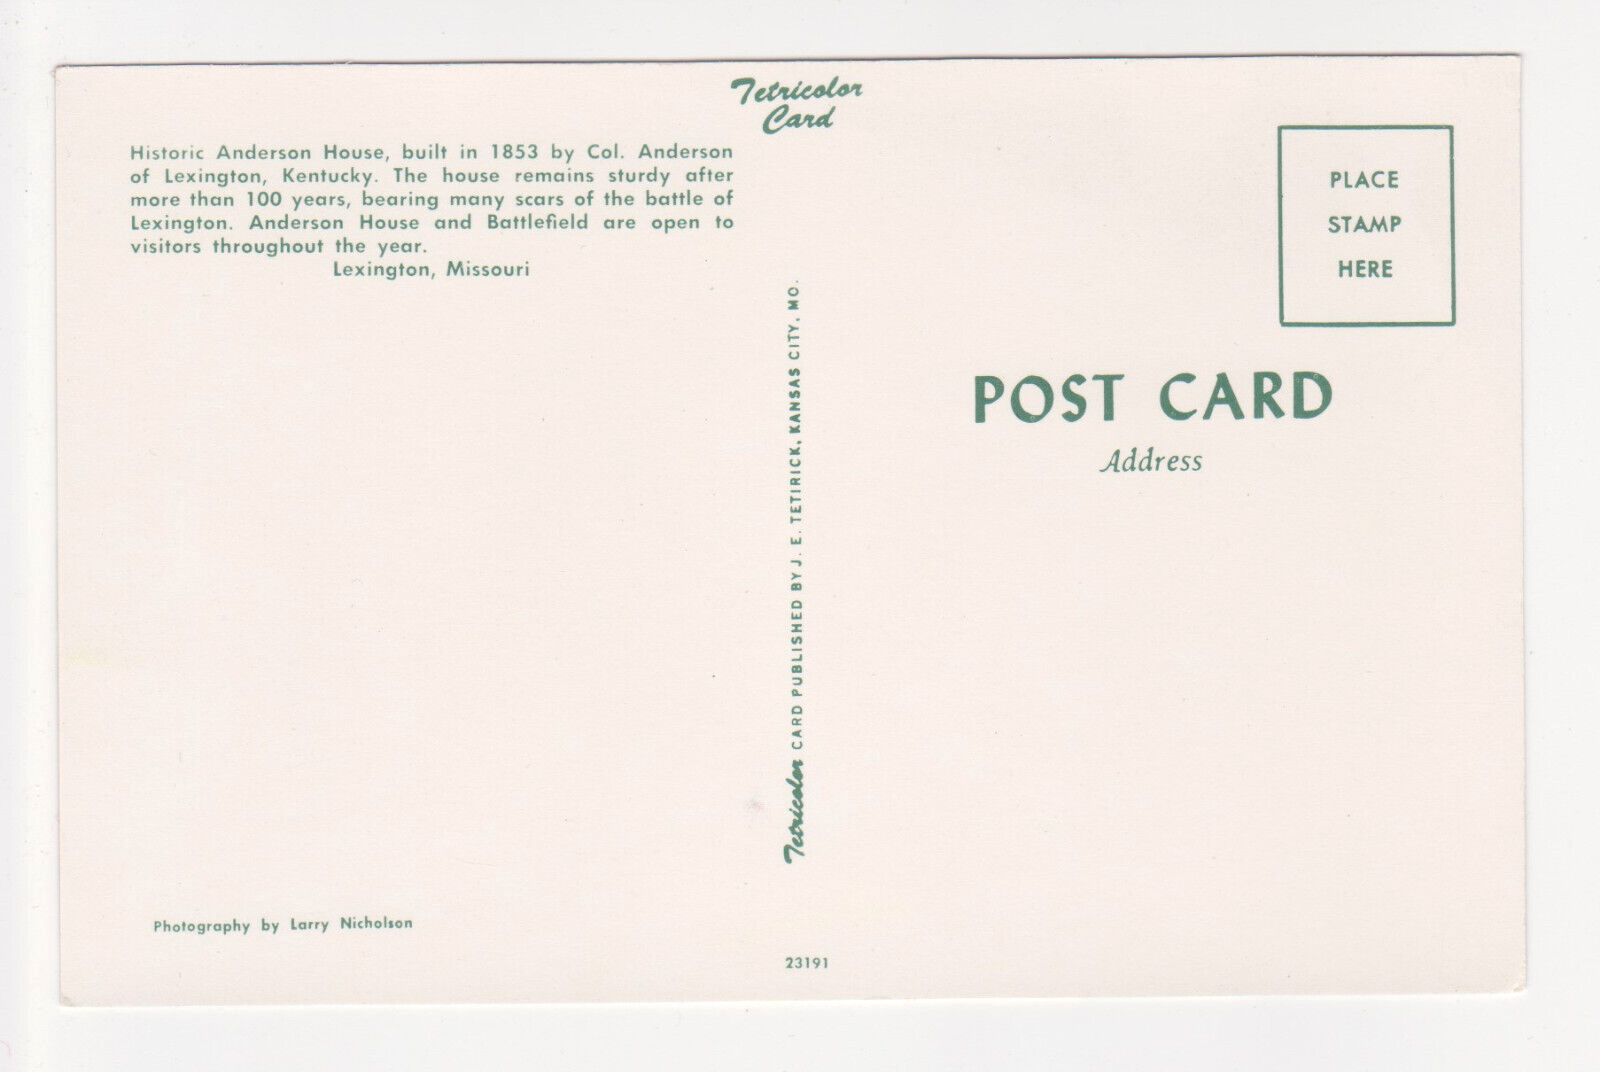 Tetricolor
Card
Historic Anderson House, built in 1853 by Col. Anderson
of Lexington, Kentucky. The house remains sturdy after
more than 100 years, bearing many scars of the battle of
Lexington. Anderson House and Battlefield are open to
visitors throughout the year.
Lexington, Missouri
Photography by Larry Nicholson
Tetricolor CARD PUBLISHED BY J. E. TETIRICK, KANSAS CITY, MO.
23191
PLACE
STAMP
HERE
POST CARD
Address